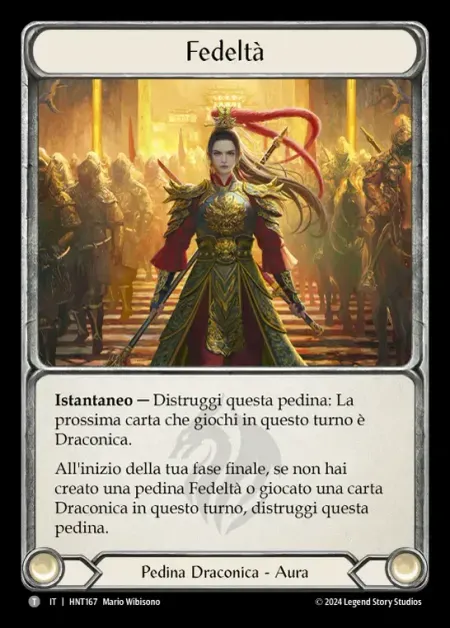 Fedeltà
Istantaneo — Distruggi questa pedina: La
prossima carta che giochi in questo turno è
Draconica.
All'inizio della tua fase finale, se non hai
creato una pedina Fedeltà o giocato una carta
Draconica in questo turno, distruggi questa
pedina.
Pedina Draconica - Aura
T | IT | HNT167 Mario Wibisono
© 2024 Legend Story Studios